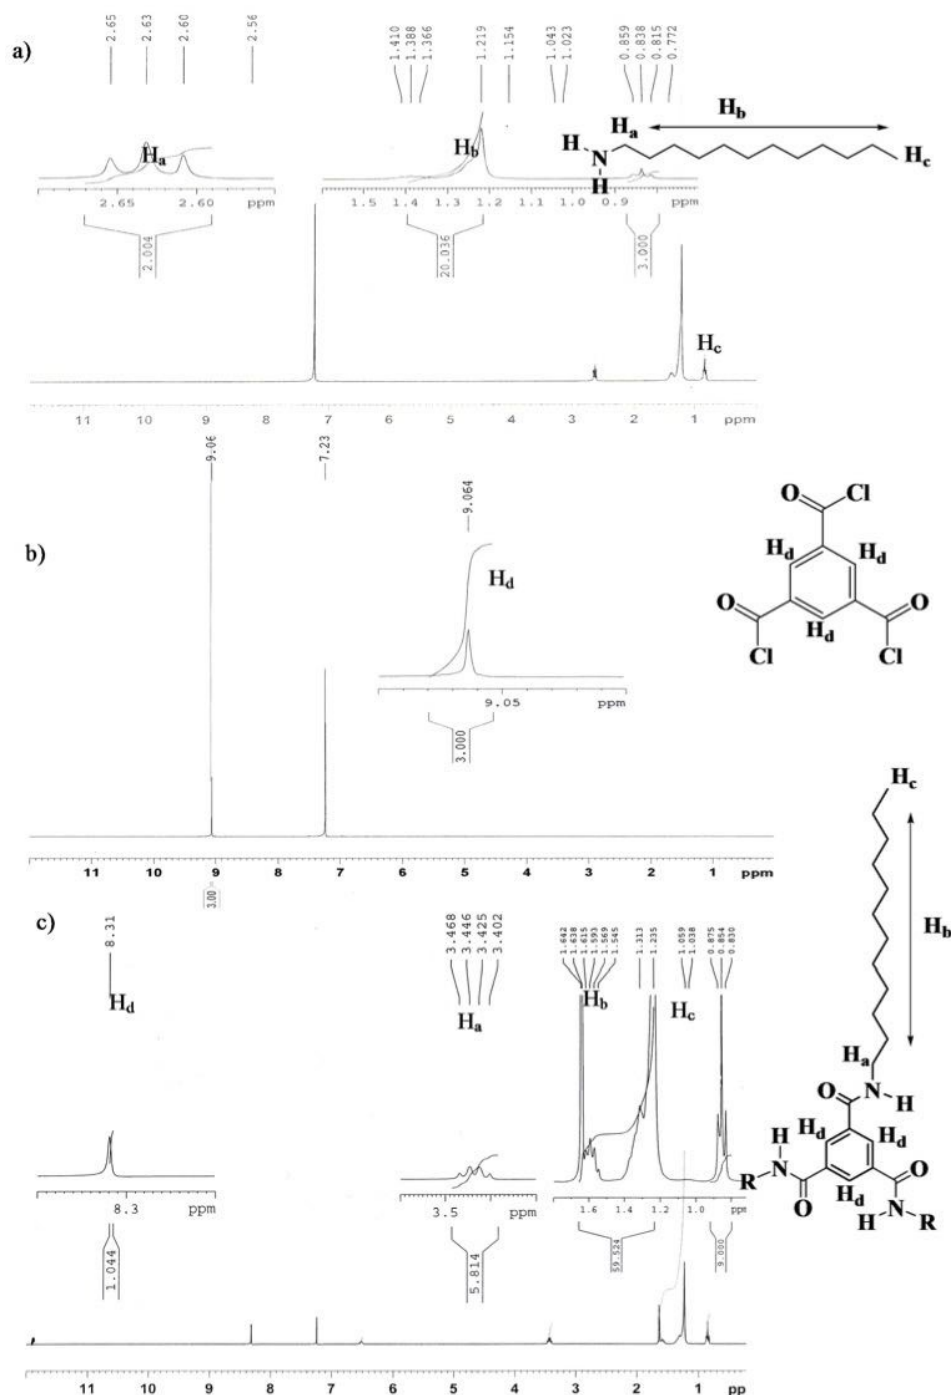 a)
2.65
2.63
2.60
2.56
1.410
1.388
1.366
1.219
1.154
1.043
1.023
0.859
0.838
0.815
0.772
Ha
Hb
H
N
H
Ha
Hb
Hc
2.65 2.60 ppm
1.5 1.4 1.3 1.2 1.1 1.0 0.9 ppm
2.004
20.036
3.000
Hc
11 10 9 8 7 6 5 4 3 2 1 ppm
b)
9.06
7.23
9.064
Hd
9.05 ppm
3.000
O Cl
Hd Hd
O O
Hd
Cl Cl
11 10 9 8 7 6 5 4 3 2 1 ppm
3.00
c)
8.31
Hd
3.468
3.446
3.425
3.402
Ha
1.642
1.638
1.615
1.593
1.569
1.545
1.313
1.235
1.059
1.038
0.875
0.854
0.830
Hb
Hc
8.3 ppm
3.5 ppm
1.6 1.4 1.2 1.0 ppm
1.044
5.814
59.524
9.000
Hc
Hb
Ha
O N-H
H Hd Hd
R-N O
O Hd
H-N-R
11 10 9 8 7 6 5 4 3 2 1 pp